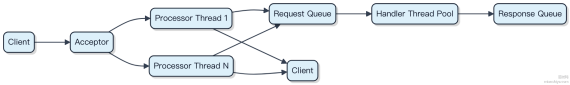 Client
Acceptor
Processor Thread 1
Processor Thread N
Request Queue
Client
Handler Thread Pool
Response Queue